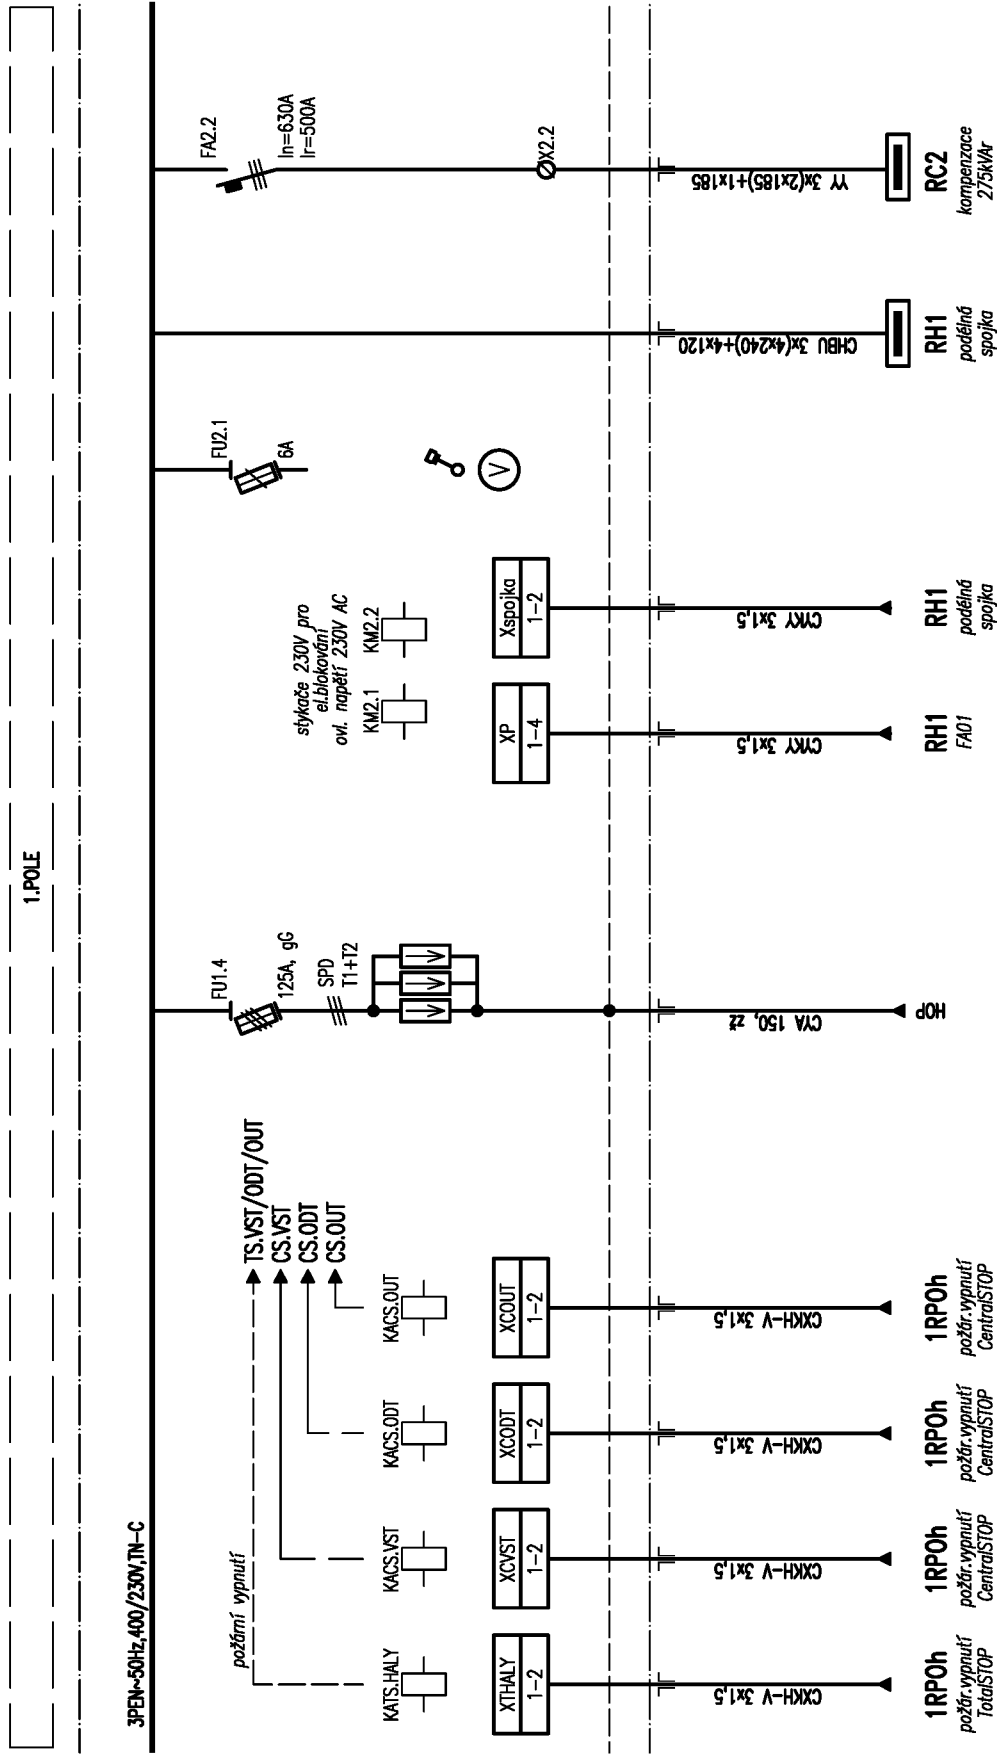 1.POLE
3PEN~50Hz,400/230V,TN-C
požární vypnutí
TS.VST/ODT/OUT
CS.VST
CS.ODT
CS.OUT
KATS.HALY
KACS.VST
KACS.ODT
KACS.OUT
XTHALY
1-2
XCVST
1-2
XCODT
1-2
XCOUT
1-2
CXKH-V 3x1,5
CXKH-V 3x1,5
CXKH-V 3x1,5
CXKH-V 3x1,5
1RPOh
požár.vypnutí
TotalSTOP
1RPOh
požár.vypnutí
CentralSTOP
1RPOh
požár.vypnutí
CentralSTOP
1RPOh
požár.vypnutí
CentralSTOP
FU1.4
125A, gG
SPD
T1+T2
CYA 150, zž
HOP
stykače 230V pro
el.blokování
ovl. napětí 230V AC
KM2.1
KM2.2
XP
1-4
Xspojka
1-2
CYKY 3x1,5
CYKY 3x1,5
RH1
FA01
RH1
podélná
spojka
FU2.1
6A
V
CHBU 3x(4x240)+4x120
RH1
podélná
spojka
FA2.2
In=630A
Ir=500A
X2.2
YY 3x(2x185)+1x185
RC2
kompenzace
275kVAr